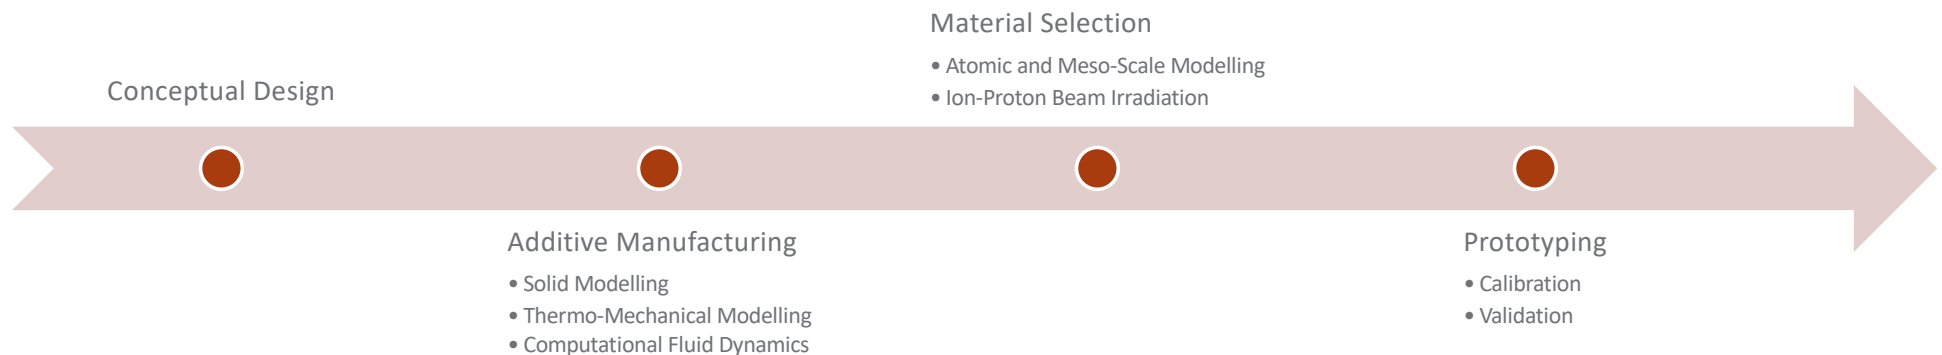 Conceptual Design
Additive Manufacturing
• Solid Modelling
• Thermo-Mechanical Modelling
• Computational Fluid Dynamics
Material Selection
• Atomic and Meso-Scale Modelling
• Ion-Proton Beam Irradiation
Prototyping
• Calibration
• Validation